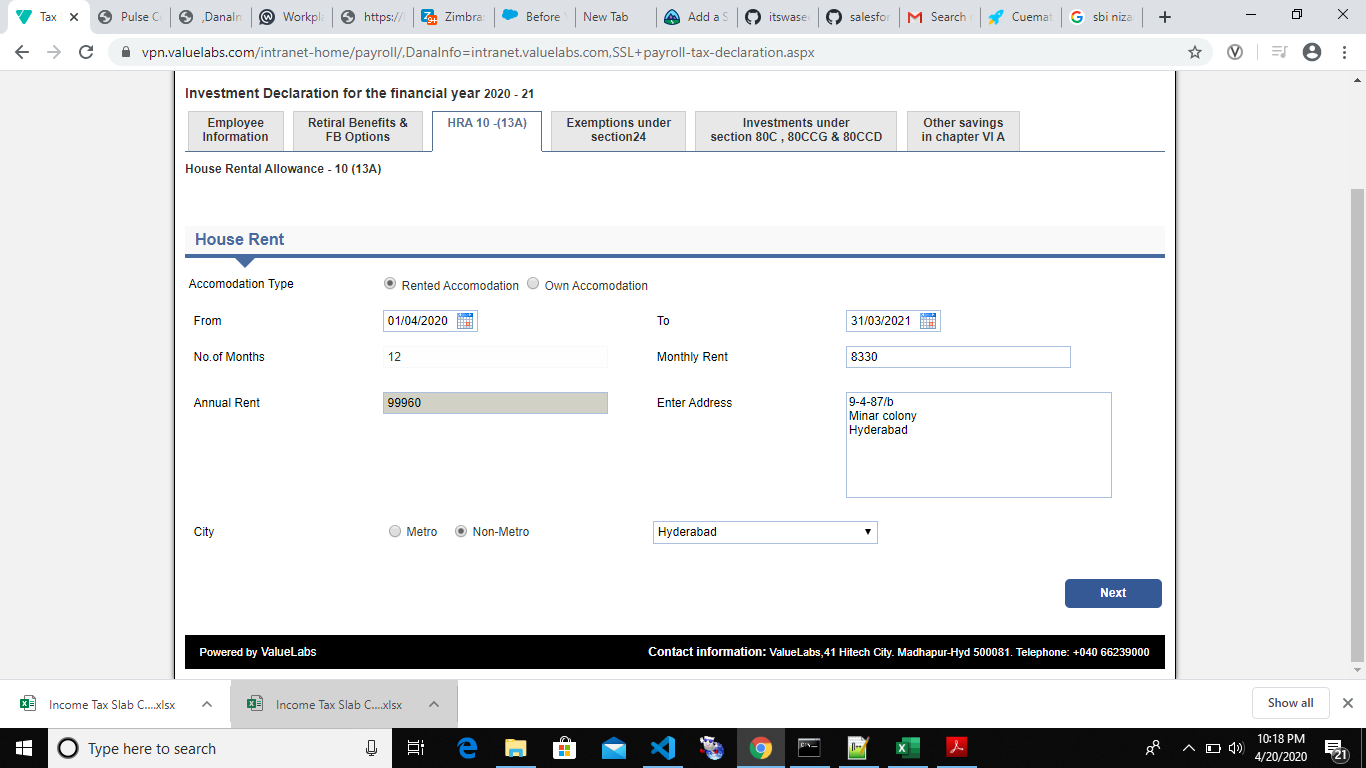 Tax
Pulse C
,DanaIn
Workpla
https://
Zimbra
Before
New Tab
Add a S
itswase
salesfor
Search
Cuemat
sbi niza
vpn.valuelabs.com/intranet-home/payroll/,DanaInfo=intranet.valuelabs.com,SSL+payroll-tax-declaration.aspx
Investment Declaration for the financial year 2020 - 21
Employee
Information
Retiral Benefits &
FB Options
HRA 10 -(13A)
Exemptions under
section24
Investments under
section 80C , 80CCG & 80CCD
Other savings
in chapter VI A
House Rental Allowance - 10 (13A)
House Rent
Accomodation Type
Rented Accomodation
Own Accomodation
From
01/04/2020
To
31/03/2021
No.of Months
12
Monthly Rent
8330
Annual Rent
99960
Enter Address
9-4-87/b
Minar colony
Hyderabad
City
Metro
Non-Metro
Hyderabad
Next
Powered by ValueLabs
Contact information: ValueLabs,41 Hitech City. Madhapur-Hyd 500081. Telephone: +040 66239000
Income Tax Slab C....xlsx
Income Tax Slab C....xlsx
Show all
Type here to search
10:18 PM
4/20/2020
21